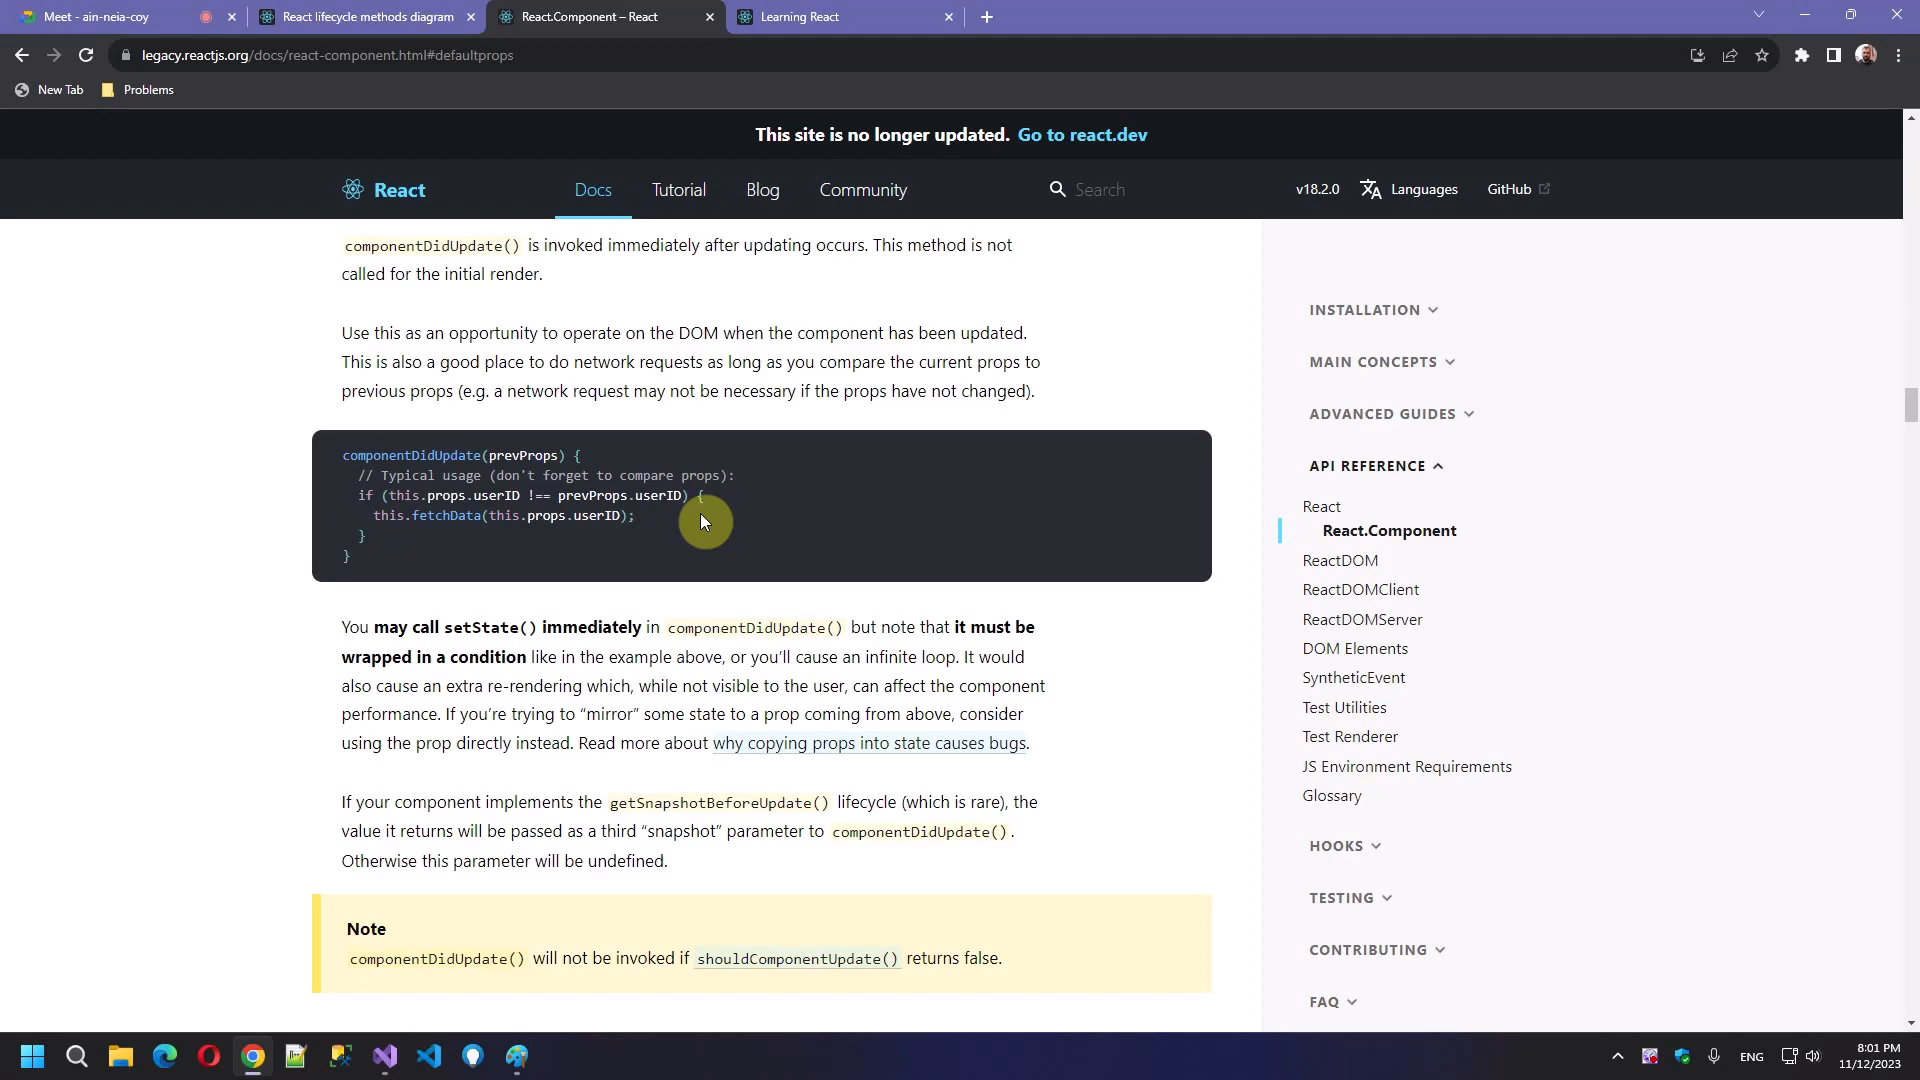 Meet - ain-neia-coy
React lifecycle methods diagram
React.Component – React
Learning React
legacy.reactjs.org/docs/react-component.html#defaultprops
New Tab
Problems
This site is no longer updated. Go to react.dev
React
Docs
Tutorial
Blog
Community
Search
v18.2.0
Languages
GitHub
componentDidUpdate() is invoked immediately after updating occurs. This method is not
called for the initial render.
Use this as an opportunity to operate on the DOM when the component has been updated.
This is also a good place to do network requests as long as you compare the current props to
previous props (e.g. a network request may not be necessary if the props have not changed).
componentDidUpdate(prevProps) {
// Typical usage (don't forget to compare props):
if (this.props.userID !== prevProps.userID) {
this.fetchData(this.props.userID);
}
}
You may call setState() immediately in componentDidUpdate() but note that it must be
wrapped in a condition like in the example above, or you’ll cause an infinite loop. It would
also cause an extra re-rendering which, while not visible to the user, can affect the component
performance. If you’re trying to “mirror” some state to a prop coming from above, consider
using the prop directly instead. Read more about why copying props into state causes bugs.
If your component implements the getSnapshotBeforeUpdate() lifecycle (which is rare), the
value it returns will be passed as a third “snapshot” parameter to componentDidUpdate().
Otherwise this parameter will be undefined.
Note
componentDidUpdate() will not be invoked if shouldComponentUpdate() returns false.
INSTALLATION
MAIN CONCEPTS
ADVANCED GUIDES
API REFERENCE
React
React.Component
ReactDOM
ReactDOMClient
ReactDOMServer
DOM Elements
SyntheticEvent
Test Utilities
Test Renderer
JS Environment Requirements
Glossary
HOOKS
TESTING
CONTRIBUTING
FAQ
ENG
8:01 PM
11/12/2023